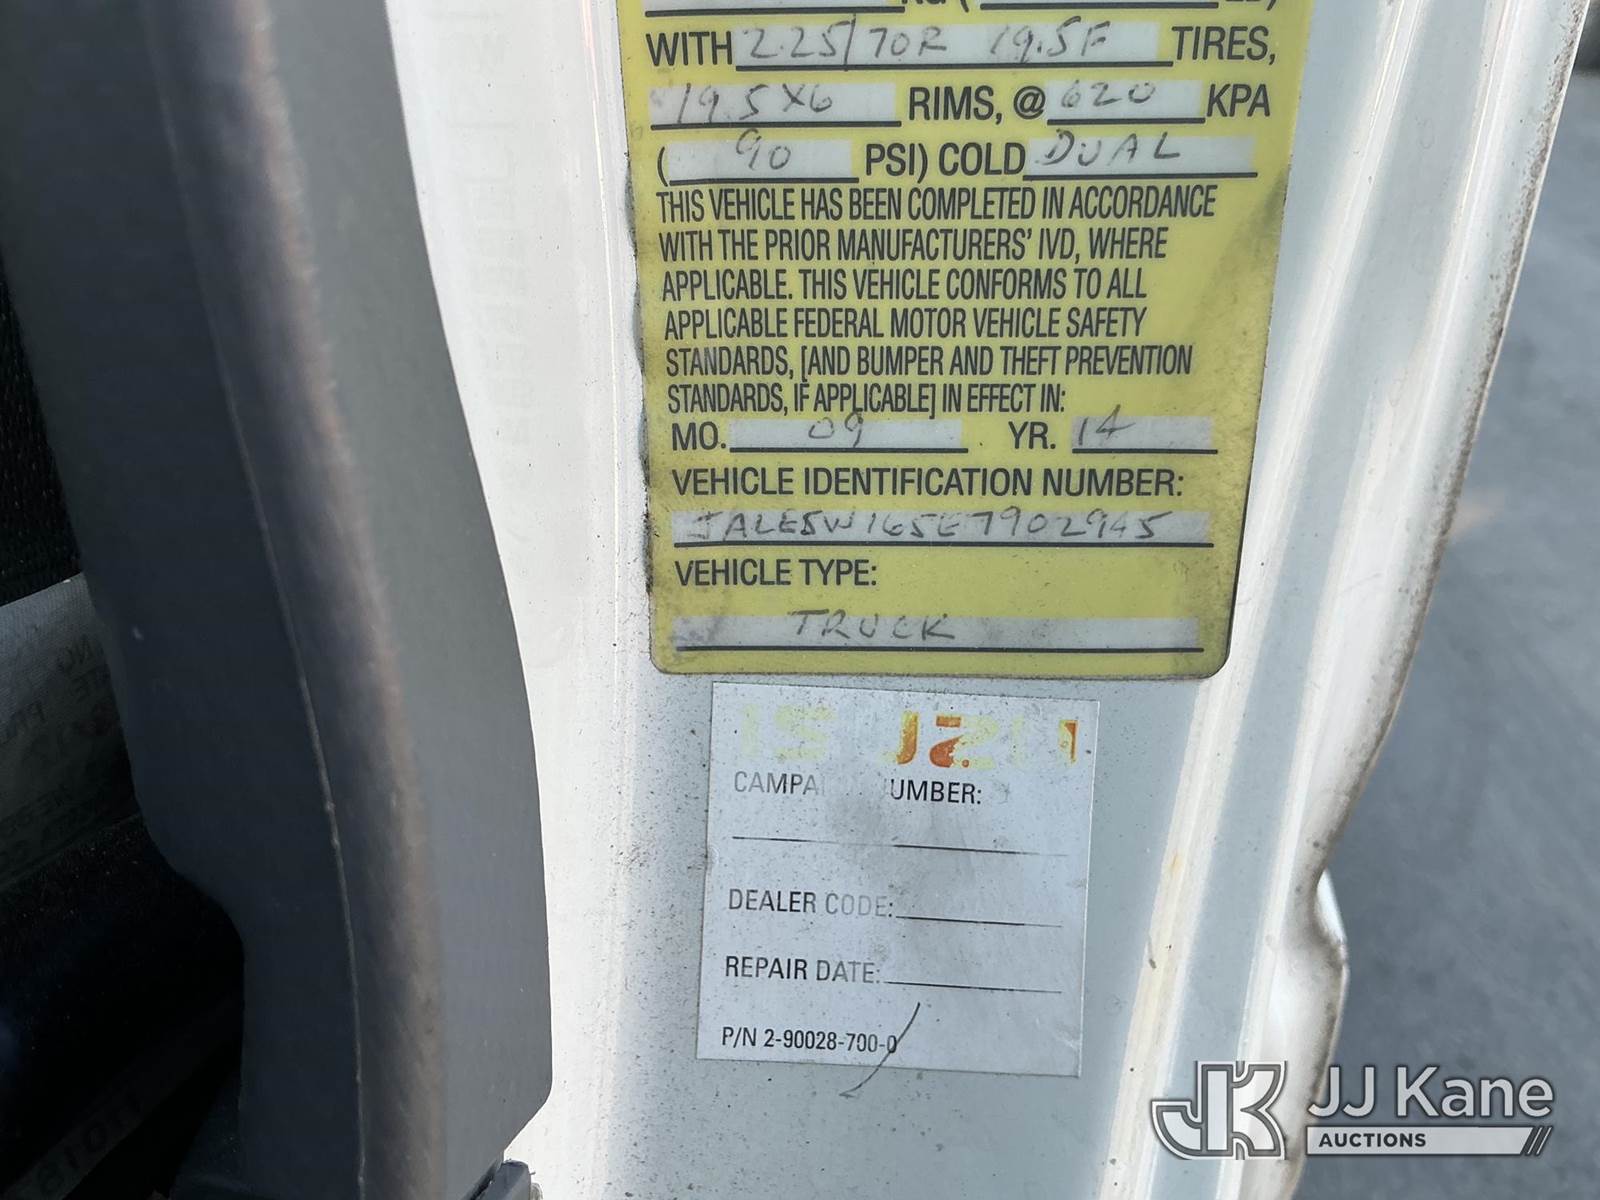 WITH 225/70R 19.5F TIRES,
19.5X6 RIMS, @ 620 KPA
( 90 PSI) COLD DUAL
THIS VEHICLE HAS BEEN COMPLETED IN ACCORDANCE
WITH THE PRIOR MANUFACTURERS' IVD, WHERE
APPLICABLE. THIS VEHICLE CONFORMS TO ALL
APPLICABLE FEDERAL MOTOR VEHICLE SAFETY
STANDARDS, [AND BUMPER AND THEFT PREVENTION
STANDARDS, IF APPLICABLE] IN EFFECT IN:
MO. 09 YR. 14
VEHICLE IDENTIFICATION NUMBER:
JALE5W165E7902945
VEHICLE TYPE:
TRUCK
ISUZU
CAMPA UMBER:
DEALER CODE:
REPAIR DATE:
P/N 2-90028-700-0
JJ Kane
AUCTIONS